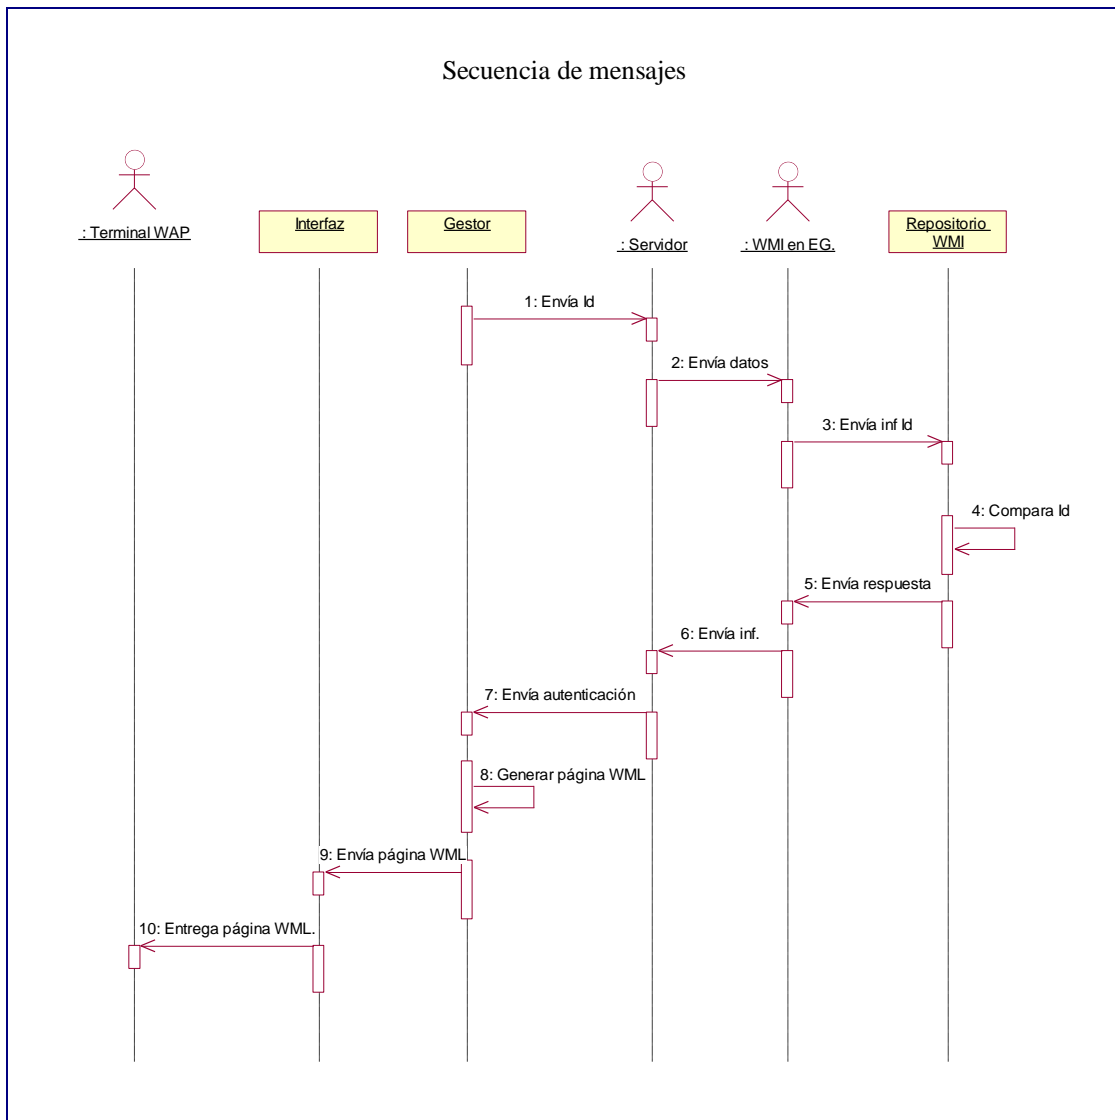 Secuencia de mensajes
: Terminal WAP
Interfaz
Gestor
: Servidor
: WMI en EG.
Repositorio
WMI
1: Envía Id
2: Envía datos
3: Envía inf Id
4: Compara Id
5: Envía respuesta
6: Envía inf.
7: Envía autenticación
8: Generar página WML
9: Envía página WML
10: Entrega página WML.